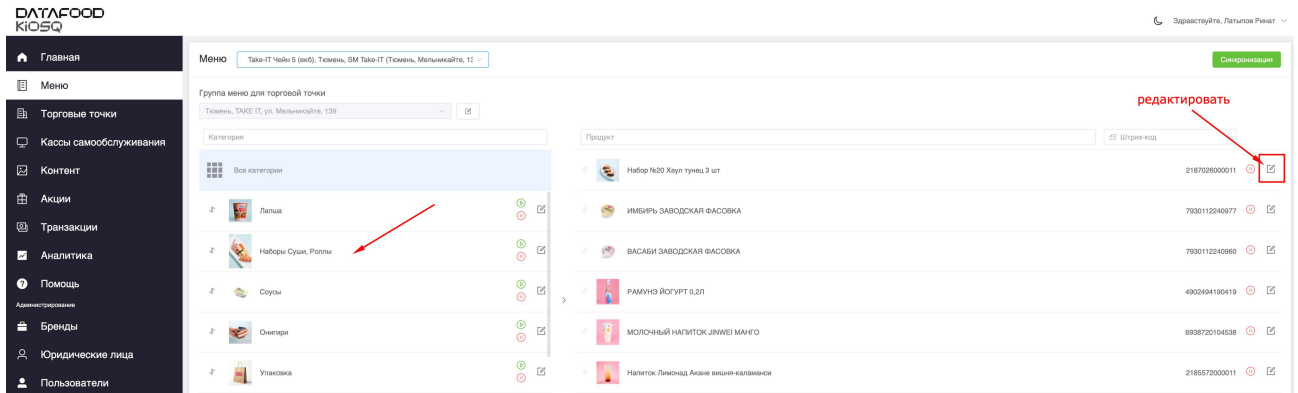 DATAFOOD
KiOSQ
Здравствуйте, Латыпов Ринат
Главная
Меню
Торговые точки
Кассы самообслуживания
Контент
Акции
Транзакции
Аналитика
Помощь
Администрирование
Бренды
Юридические лица
Пользователи
Меню
Take-IT Чейн 5 (екб), Тюмень, SM Take-IT (Тюмень, Мельникайте, 13
Синхронизация
Группа меню для торговой точки
Тюмень, TAKE IT, ул. Мельникайте, 139
редактировать
Категория
Все категории
Лапша
Наборы Суши, Роллы
Соусы
Онигири
Упаковка
Продукт
Штрих-код
Набор №20 Хаул тунец 3 шт
2187026000011
ИМБИРЬ ЗАВОДСКАЯ ФАСОВКА
7930112240977
ВАСАБИ ЗАВОДСКАЯ ФАСОВКА
7930112240960
РАМУНЭ ЙОГУРТ 0,2Л
4902494190419
МОЛОЧНЫЙ НАПИТОК JINWEI МАНГО
6938720104538
Напиток Лимонад Акане вишня-каламанси
2185572000011